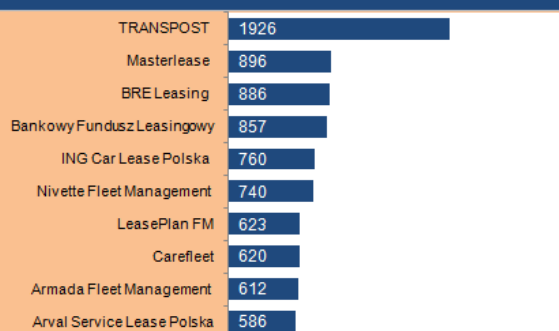 TRANSPOST 1926
Masterlease 896
BRE Leasing 886
Bankowy Fundusz Leasingowy 857
ING Car Lease Polska 760
Nivette Fleet Management 740
LeasePlan FM 623
Carefleet 620
Armada Fleet Management 612
Arval Service Lease Polska 586